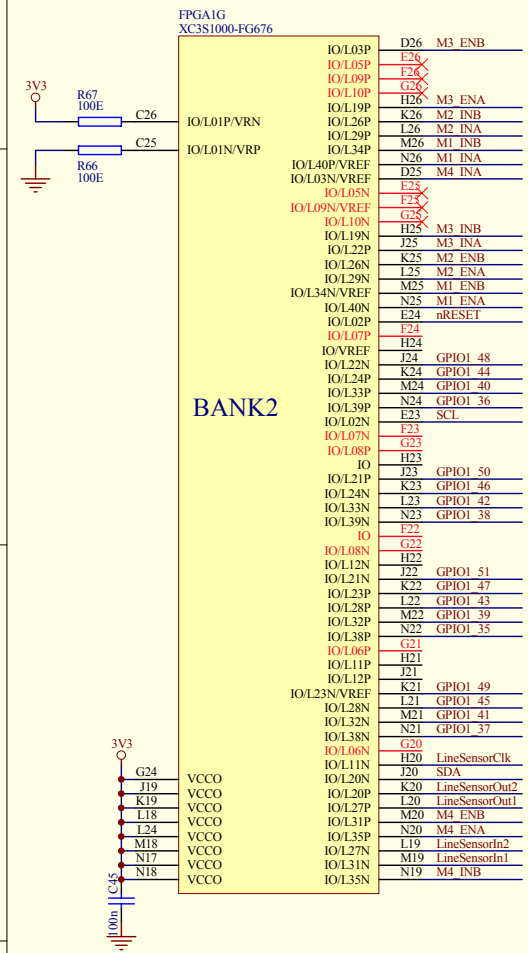 FPGA1G
XC3S1000-FG676
3V3
R67
100E
C26
IO/L01P/VRN
C25
IO/L01N/VRP
R66
100E
BANK2
IO/L03P D26 M3_ENB
IO/L05P E26
IO/L09P F26
IO/L10P G26
IO/L19P H26 M3_ENA
IO/L26P K26 M2_INB
IO/L29P L26 M2_INA
IO/L34P M26 M1_INB
IO/L40P/VREF N26 M1_INA
IO/L03N/VREF D25 M4_INA
IO/L05N E25
IO/L09N/VREF F25
IO/L10N G25
IO/L19N H25 M3_INB
IO/L22P J25 M3_INA
IO/L26N K25 M2_ENB
IO/L29N L25 M2_ENA
IO/L34N/VREF M25 M1_ENB
IO/L40N N25 M1_ENA
IO/L02P E24 nRESET
IO/L07P F24
IO/VREF H24
IO/L22N J24 GPIO1_48
IO/L24P K24 GPIO1_44
IO/L33P M24 GPIO1_40
IO/L39P N24 GPIO1_36
IO/L02N E23 SCL
IO/L07N F23
IO/L08P G23
IO H23
IO/L21P J23 GPIO1_50
IO/L24N K23 GPIO1_46
IO/L33N L23 GPIO1_42
IO/L39N N23 GPIO1_38
IO F22
IO/L08N G22
IO/L12N H22
IO/L21N J22 GPIO1_51
IO/L23P K22 GPIO1_47
IO/L28P L22 GPIO1_43
IO/L32P M22 GPIO1_39
IO/L38P N22 GPIO1_35
IO/L06P G21
IO/L11P H21
IO/L12P J21
IO/L23N/VREF K21 GPIO1_49
IO/L28N L21 GPIO1_45
IO/L32N M21 GPIO1_41
IO/L38N N21 GPIO1_37
IO/L06N G20
IO/L11N H20 LineSensorClk
IO/L20N J20 SDA
IO/L20P K20 LineSensorOut2
IO/L27P L20 LineSensorOut1
IO/L31P M20 M4_ENB
IO/L35P N20 M4_ENA
IO/L27N L19 LineSensorIn2
IO/L31N M19 LineSensorIn1
IO/L35N N19 M4_INB
3V3
G24 VCCO
J19 VCCO
K19 VCCO
L18 VCCO
L24 VCCO
M18 VCCO
N17 VCCO
N18 VCCO
C45
100n